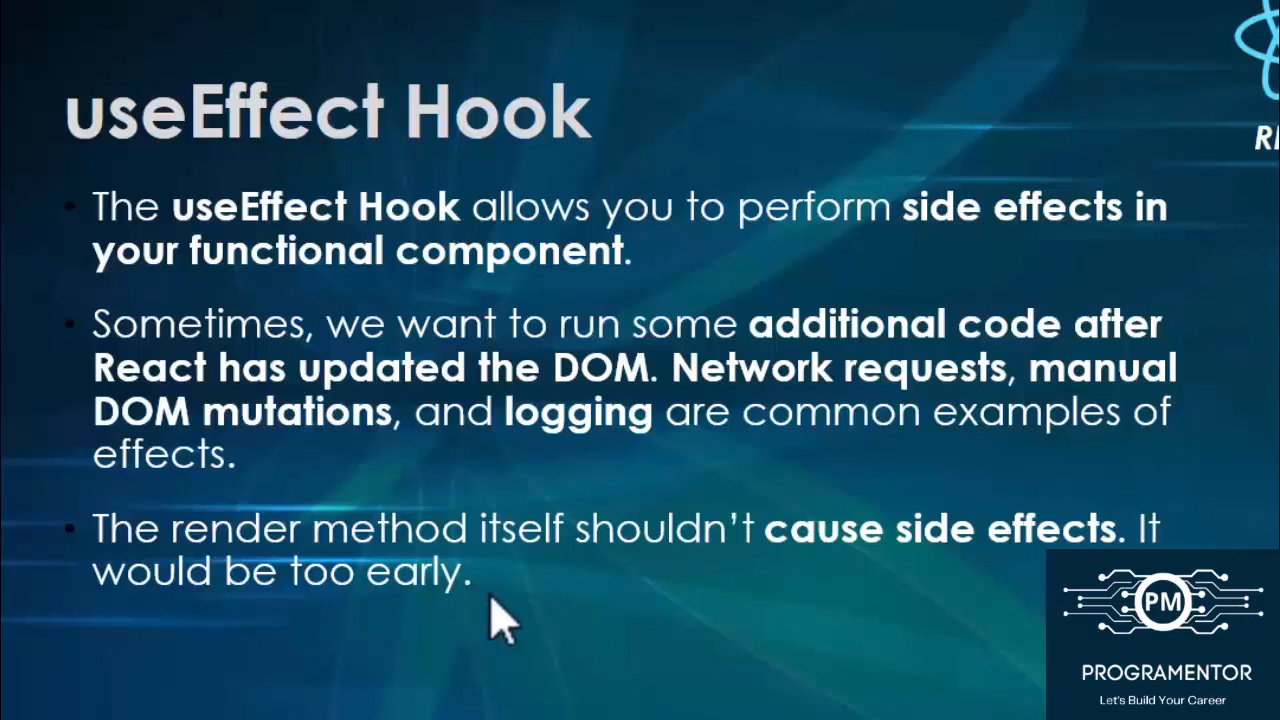 useEffect Hook
• The useEffect Hook allows you to perform side effects in
your functional component.
• Sometimes, we want to run some additional code after
React has updated the DOM. Network requests, manual
DOM mutations, and logging are common examples of
effects.
• The render method itself shouldn't cause side effects. It
would be too early.
PM
PROGRAMENTOR
Let's Build Your Career